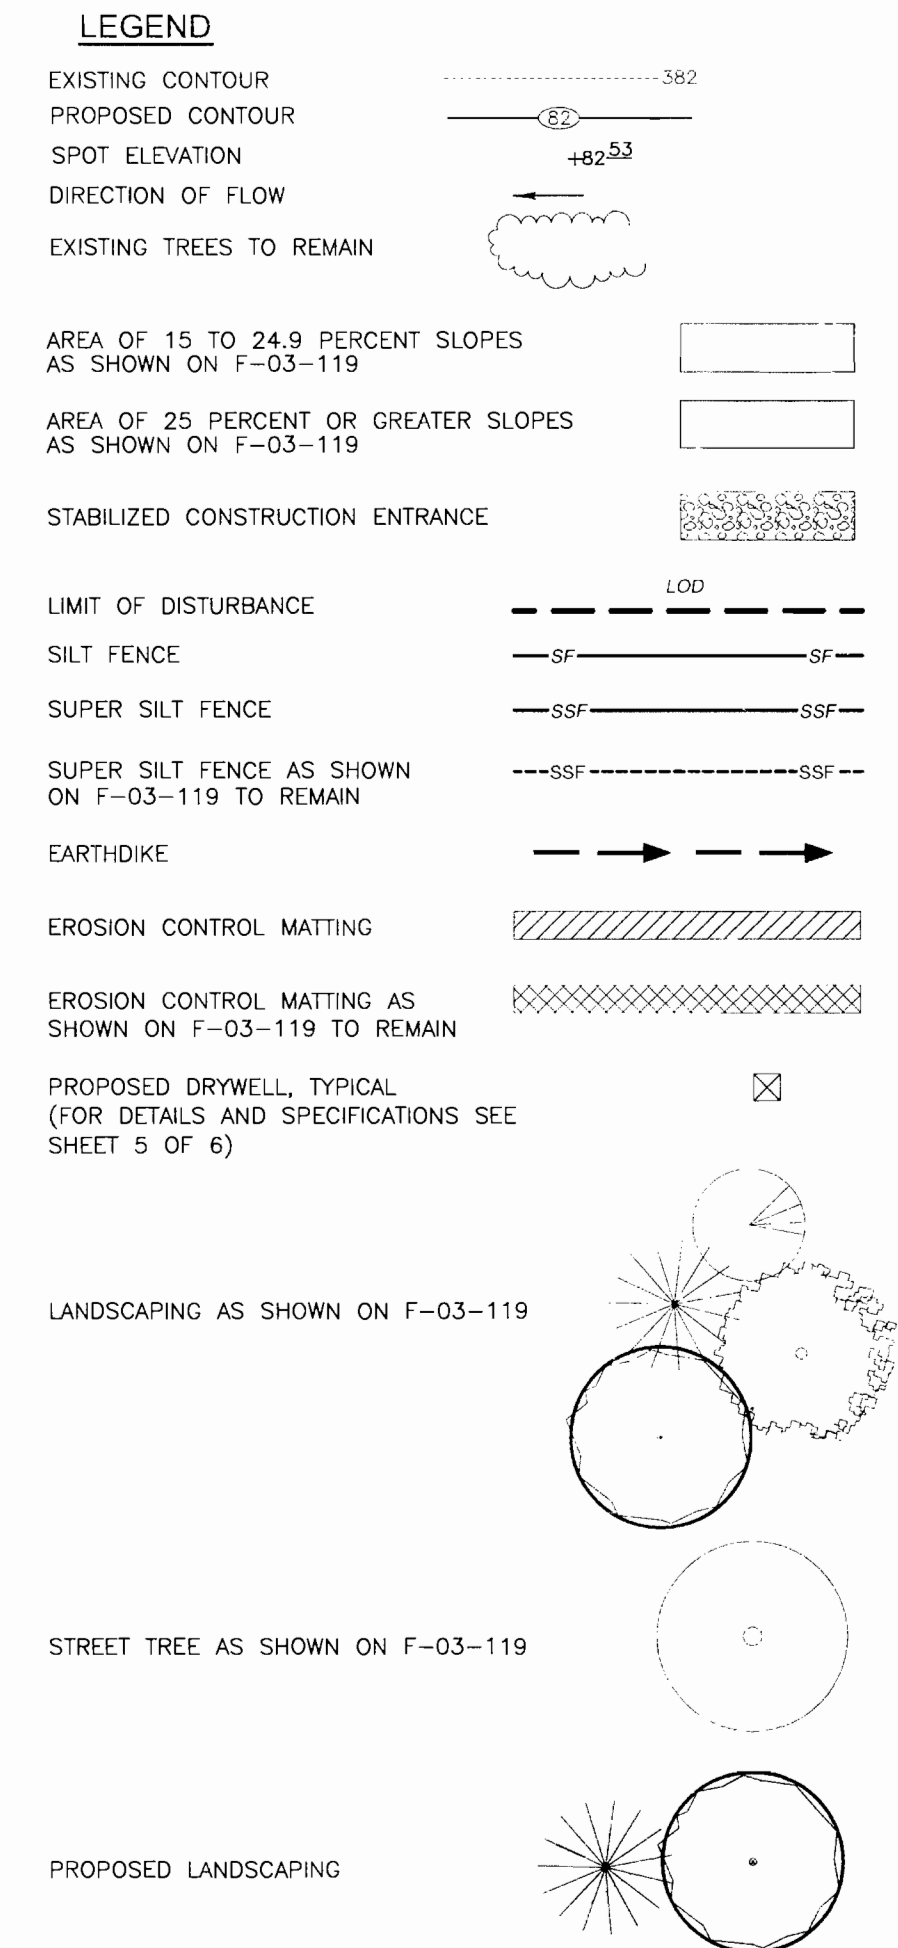 LEGEND
EXISTING CONTOUR 382
PROPOSED CONTOUR 82
SPOT ELEVATION +82 53
DIRECTION OF FLOW
EXISTING TREES TO REMAIN
AREA OF 15 TO 24.9 PERCENT SLOPES
AS SHOWN ON F-03-119
AREA OF 25 PERCENT OR GREATER SLOPES
AS SHOWN ON F-03-119
STABILIZED CONSTRUCTION ENTRANCE
LOD
LIMIT OF DISTURBANCE
SILT FENCE SF SF
SUPER SILT FENCE SSF SSF
SUPER SILT FENCE AS SHOWN SSF SSF
ON F-03-119 TO REMAIN
EARTHDIKE
EROSION CONTROL MATTING
EROSION CONTROL MATTING AS
SHOWN ON F-03-119 TO REMAIN
PROPOSED DRYWELL, TYPICAL
(FOR DETAILS AND SPECIFICATIONS SEE
SHEET 5 OF 6)
LANDSCAPING AS SHOWN ON F-03-119
STREET TREE AS SHOWN ON F-03-119
PROPOSED LANDSCAPING